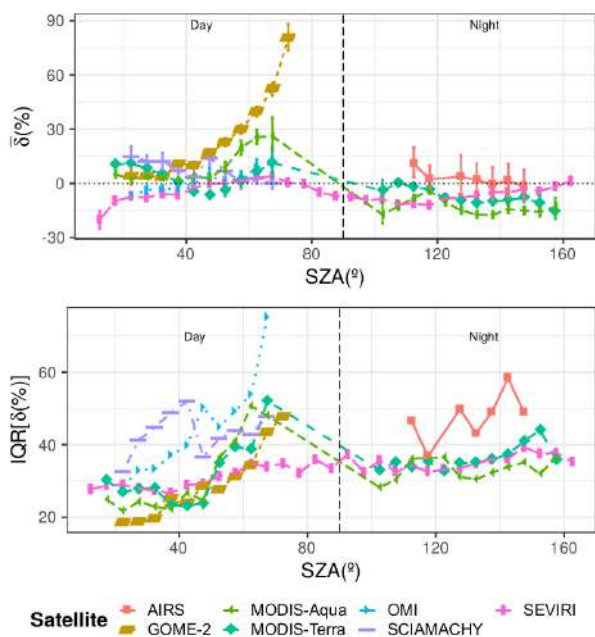 Day
Night
90
60
30
0
-30
δ̅(%)
40
80
120
160
SZA(º)
Day
Night
60
40
20
IQR[δ(%)]
40
80
120
160
SZA(º)
Satellite
AIRS
MODIS-Aqua
OMI
SEVIRI
GOME-2
MODIS-Terra
SCIAMACHY